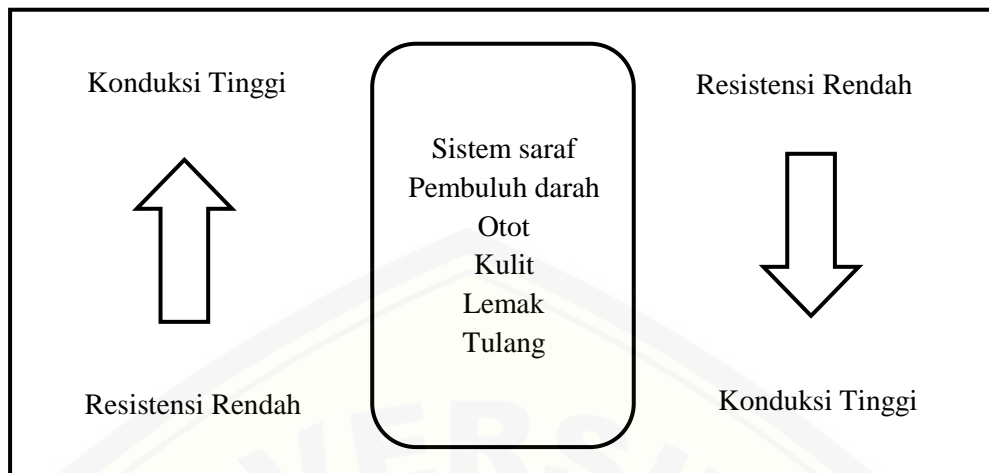 Konduksi Tinggi
Resistensi Rendah
Sistem saraf
Pembuluh darah
Otot
Kulit
Lemak
Tulang
Resistensi Rendah
Konduksi Tinggi